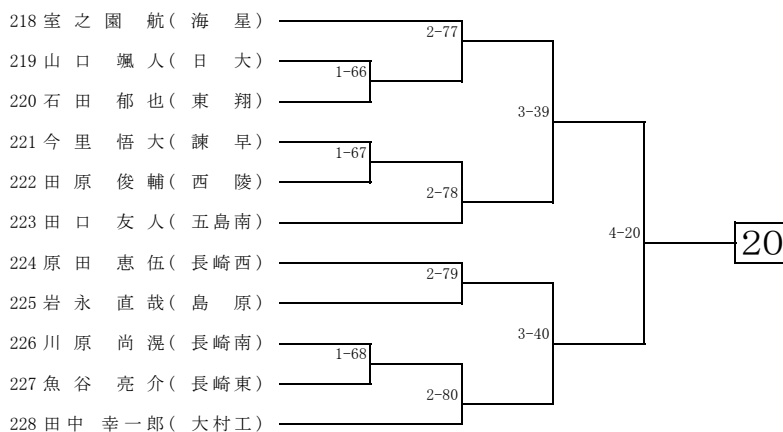 218 室 之 園　航( 海　星)
2-77
219 山 口　颯 人( 日　大)
1-66
220 石 田　郁 也( 東　翔)
3-39
221 今 里　悟 大( 諫　早)
1-67
222 田 原　俊 輔( 西　陵)
2-78
223 田 口　友 人( 五島南)
4-20
20
224 原 田　恵 伍( 長崎西)
2-79
225 岩 永　直 哉( 島　原)
3-40
226 川 原　尚 滉( 長崎南)
1-68
227 魚 谷　亮 介( 長崎東)
2-80
228 田 中　幸一郎( 大村工)